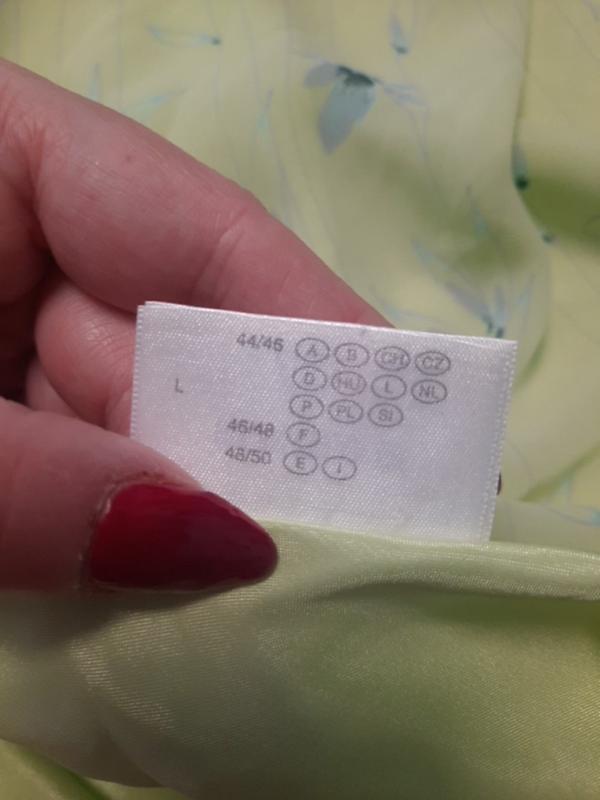 44/46 A B CH CZ
D HU L NL
L
P PL SI
46/48 F
48/50 E I